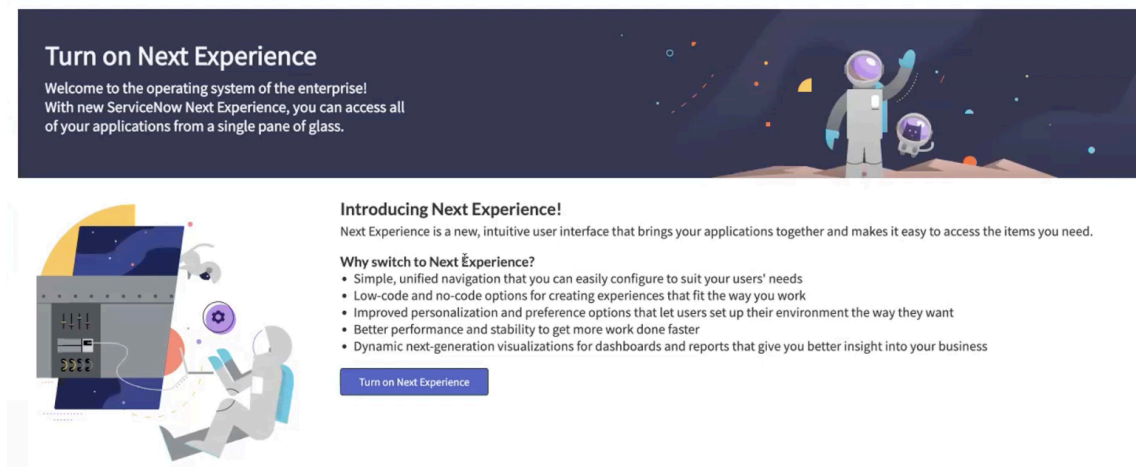 Turn on Next Experience
Welcome to the operating system of the enterprise!
With new ServiceNow Next Experience, you can access all
of your applications from a single pane of glass.
Introducing Next Experience!
Next Experience is a new, intuitive user interface that brings your applications together and makes it easy to access the items you need.
Why switch to Next Experience?
• Simple, unified navigation that you can easily configure to suit your users' needs
• Low-code and no-code options for creating experiences that fit the way you work
• Improved personalization and preference options that let users set up their environment the way they want
• Better performance and stability to get more work done faster
• Dynamic next-generation visualizations for dashboards and reports that give you better insight into your business
Turn on Next Experience